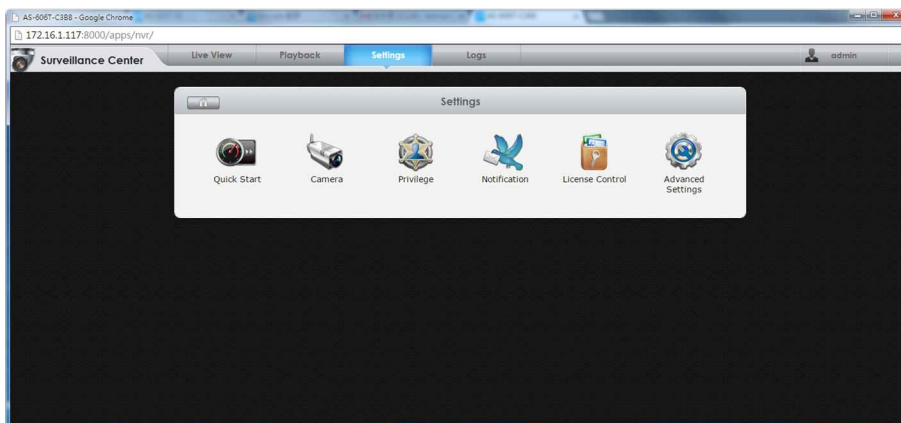 AS-606T-C3B8 - Google Chrome
172.16.1.117:8000/apps/nvr/
Surveillance Center
Live View
Playback
Settings
Logs
admin
Settings
Quick Start
Camera
Privilege
Notification
License Control
Advanced
Settings